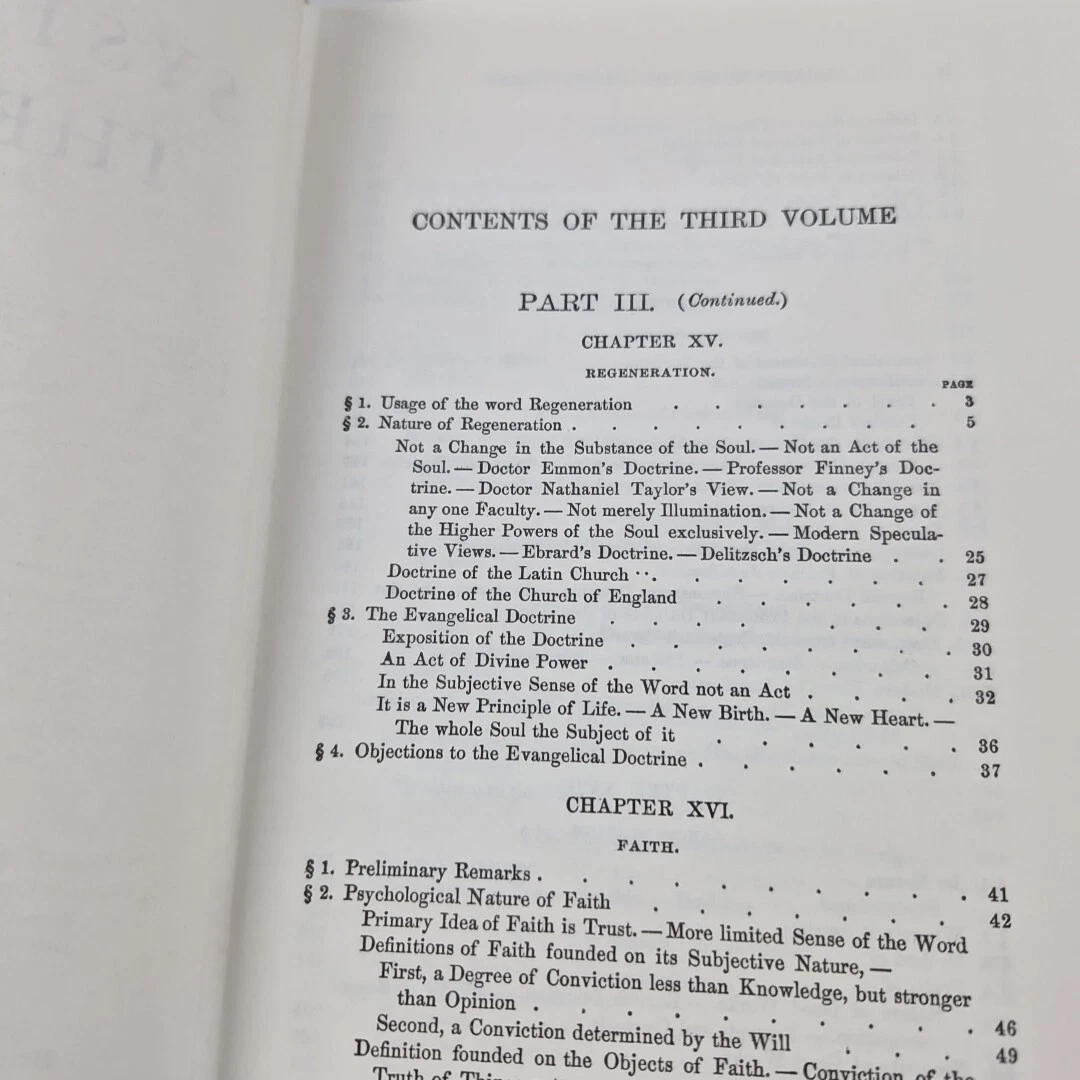 CONTENTS OF THE THIRD VOLUME
PART III. (Continued.)
CHAPTER XV.
REGENERATION.
PAGE
§ 1. Usage of the word Regeneration . . . . . . . 3
§ 2. Nature of Regeneration . . . . . . . . 5
Not a Change in the Substance of the Soul. — Not an Act of the
Soul. — Doctor Emmon's Doctrine. — Professor Finney's Doc-
trine. — Doctor Nathaniel Taylor's View. — Not a Change in
any one Faculty. — Not merely Illumination. — Not a Change of
the Higher Powers of the Soul exclusively. — Modern Specula-
tive Views. — Ebrard's Doctrine. — Delitzsch's Doctrine . . 25
Doctrine of the Latin Church . . . . . . . . 27
Doctrine of the Church of England . . . . . . 28
§ 3. The Evangelical Doctrine . . . . . . . . 29
Exposition of the Doctrine . . . . . . . . 30
An Act of Divine Power . . . . . . . . 31
In the Subjective Sense of the Word not an Act . . . . 32
It is a New Principle of Life. — A New Birth. — A New Heart. —
The whole Soul the Subject of it . . . . . . 36
§ 4. Objections to the Evangelical Doctrine . . . . . 37
CHAPTER XVI.
FAITH.
§ 1. Preliminary Remarks . . . . . . . . . . 41
§ 2. Psychological Nature of Faith . . . . . . . 42
Primary Idea of Faith is Trust. — More limited Sense of the Word
Definitions of Faith founded on its Subjective Nature, —
First, a Degree of Conviction less than Knowledge, but stronger
than Opinion . . . . . . . . . . 46
Second, a Conviction determined by the Will . . . 49
Definition founded on the Objects of Faith. — Conviction of the
Truth of